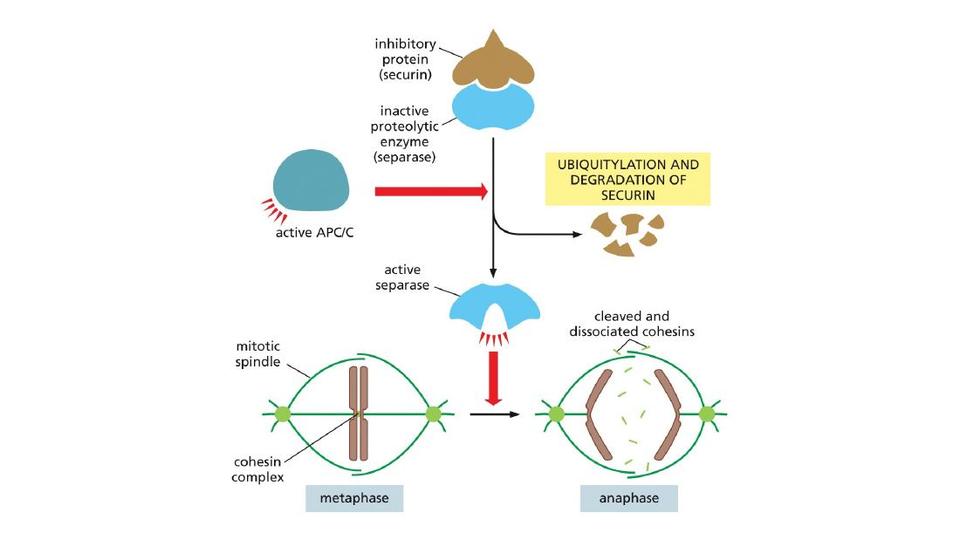 inhibitory
protein
(securin)
inactive
proteolytic
enzyme
(separase)
UBIQUITYLATION AND
DEGRADATION OF
SECURIN
active APC/C
active
separase
cleaved and
dissociated cohesins
mitotic
spindle
cohesin
complex
metaphase
anaphase